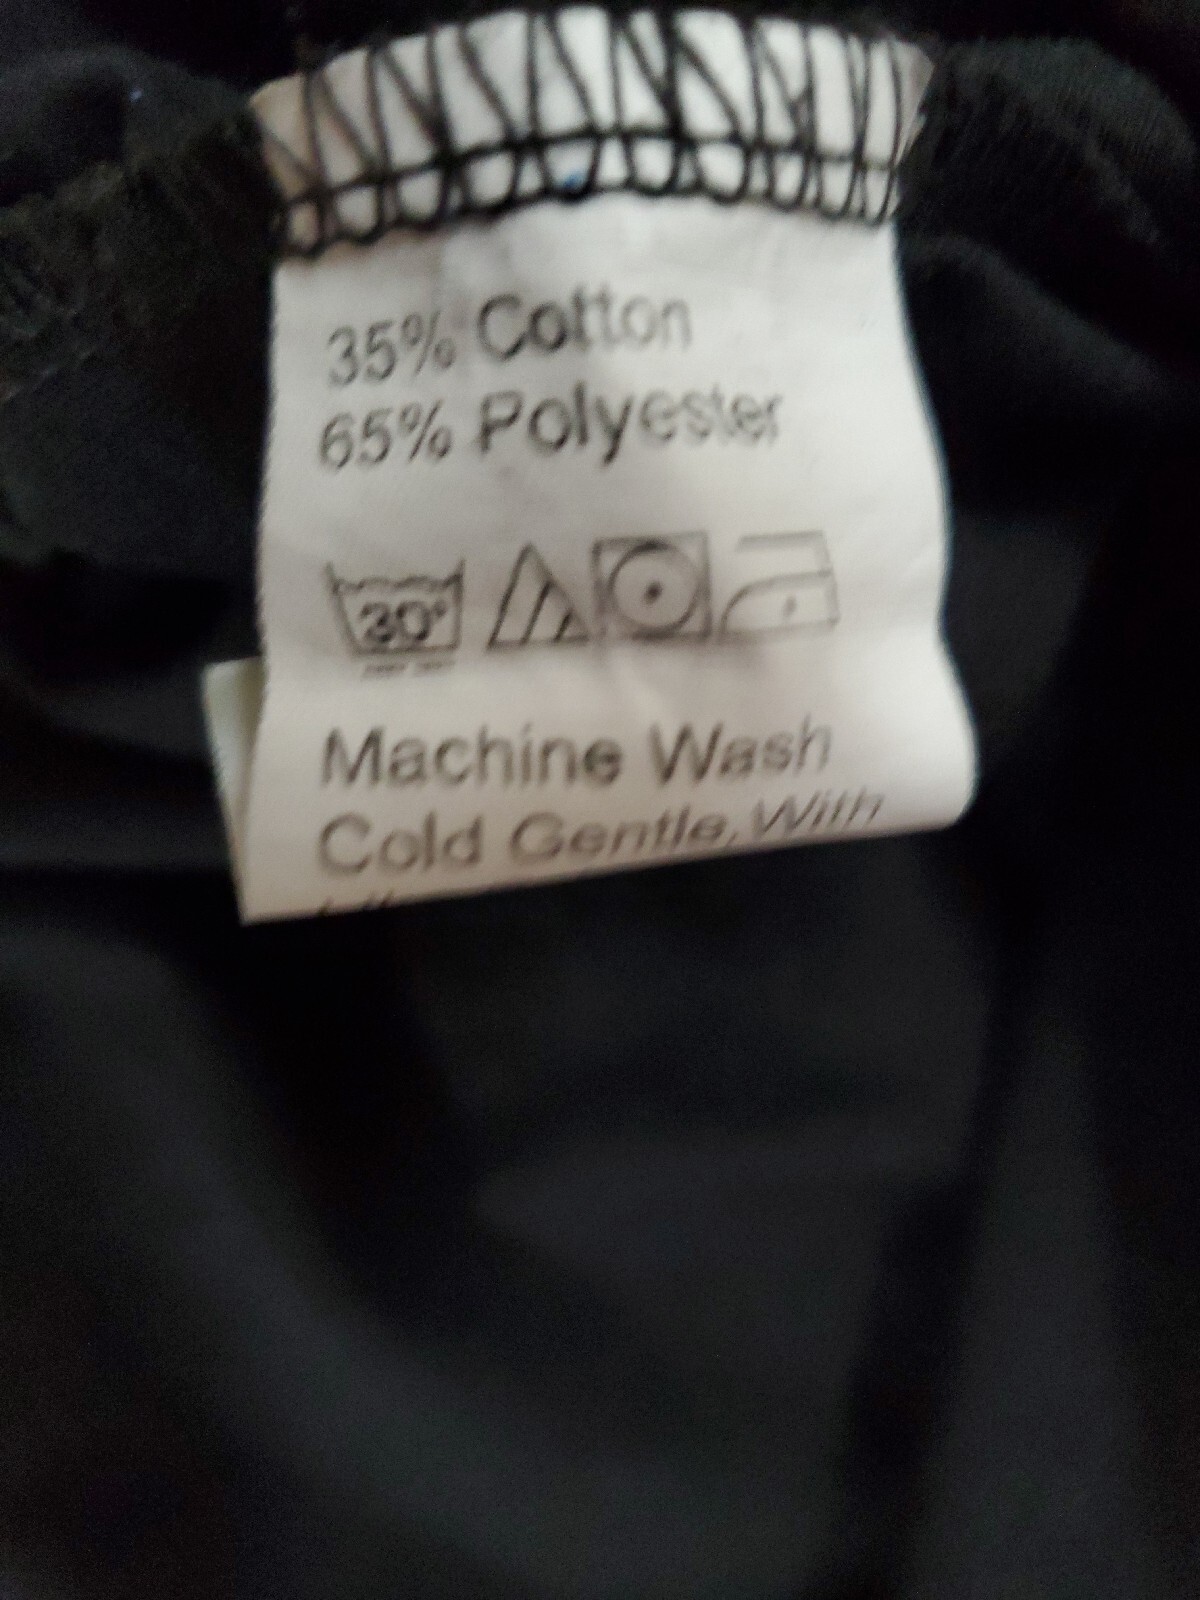 35% Cotton
65% Polyester
30°
Machine Wash
Cold Gentle, With